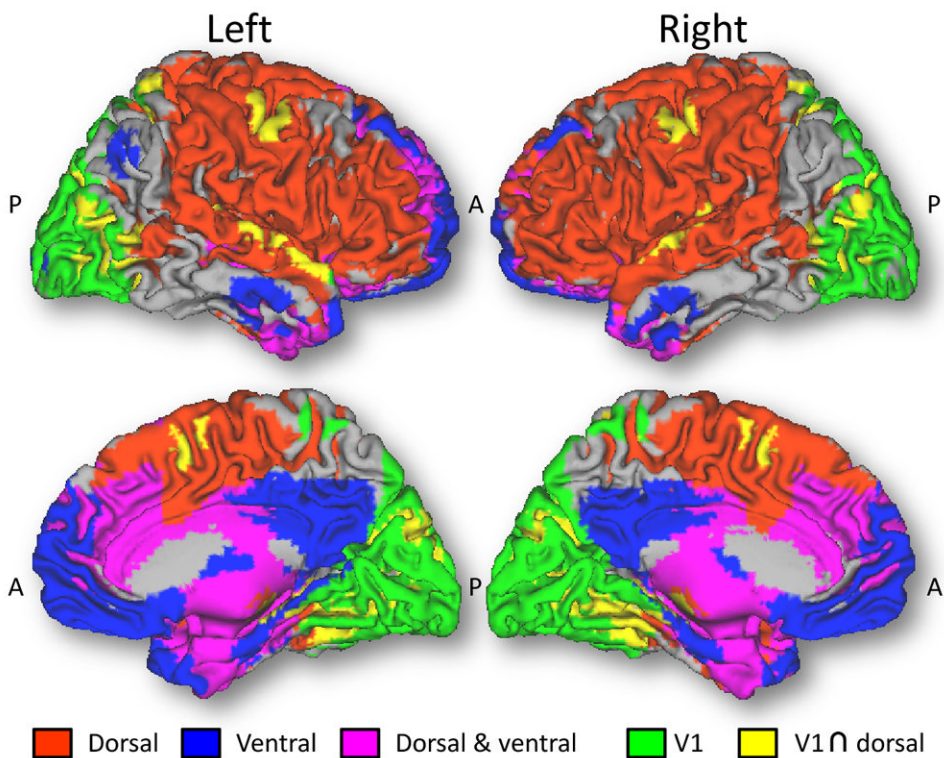 Left Right
P A P
A P A
Dorsal Ventral Dorsal & ventral V1 V1∩ dorsal